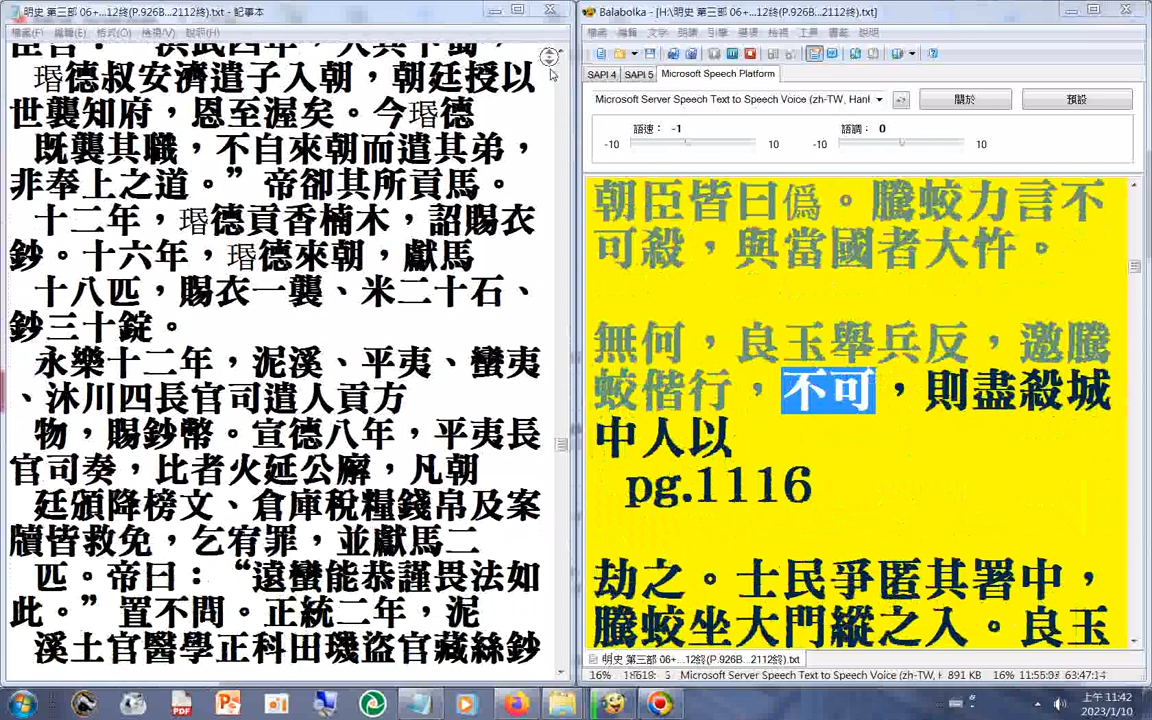 明史 第三部 06+...12终(P.926B...2112终).txt - 記事本
檔案(F) 編輯(E) 格式(O) 檢視(V) 說明(H)
瑨德叔安濟遣子入朝，朝廷授以
世襲知府，恩至渥矣。今瑨德
既襲其職，不自來朝而遣其弟，
非奉上之道。”帝卻其所貢馬。
十二年，瑨德貢香楠木，詔賜衣
鈔。十六年，瑨德來朝，獻馬
十八匹，賜衣一襲、米二十石、
鈔三十錠。
永樂十二年，泥溪、平夷、蠻夷
、沐川四長官司遣人貢方
物，賜鈔幣。宣德八年，平夷長
官司奏，比者火延公廨，凡朝
廷頒降榜文、倉庫稅糧錢帛及案
牘皆救免，乞宥罪，並獻馬二
匹。帝曰：“遠蠻能恭謹畏法如
此。”置不問。正統二年，泥
溪土官醫學正科田璣盜官藏絲鈔
Balabolka - [H:\明史 第三部 06+...12终(P.926B...2112终).txt]
檔案 編輯 文字 朗讀 引擎 選項 檢視 工具 書籤 說明
SAPI 4 SAPI 5 Microsoft Speech Platform
Microsoft Server Speech Text to Speech Voice (zh-TW, Hanl
關於 預設
語速： -1 語調： 0
-10 10 -10 10
朝臣皆曰僞。騰蛟力言不
可殺，與當國者大忤。
無何，良玉舉兵反，邀騰
蛟偕行，不可，則盡殺城
中人以
pg.1116
劫之。士民爭匿其署中，
騰蛟坐大門縱之入。良玉
明史 第三部 06+...12终(P.926B...2112终).txt
Microsoft Server Speech Text to Speech Voice (zh-TW, H 891 KB 16% 63:47:14
上午 11:42
2023/1/10